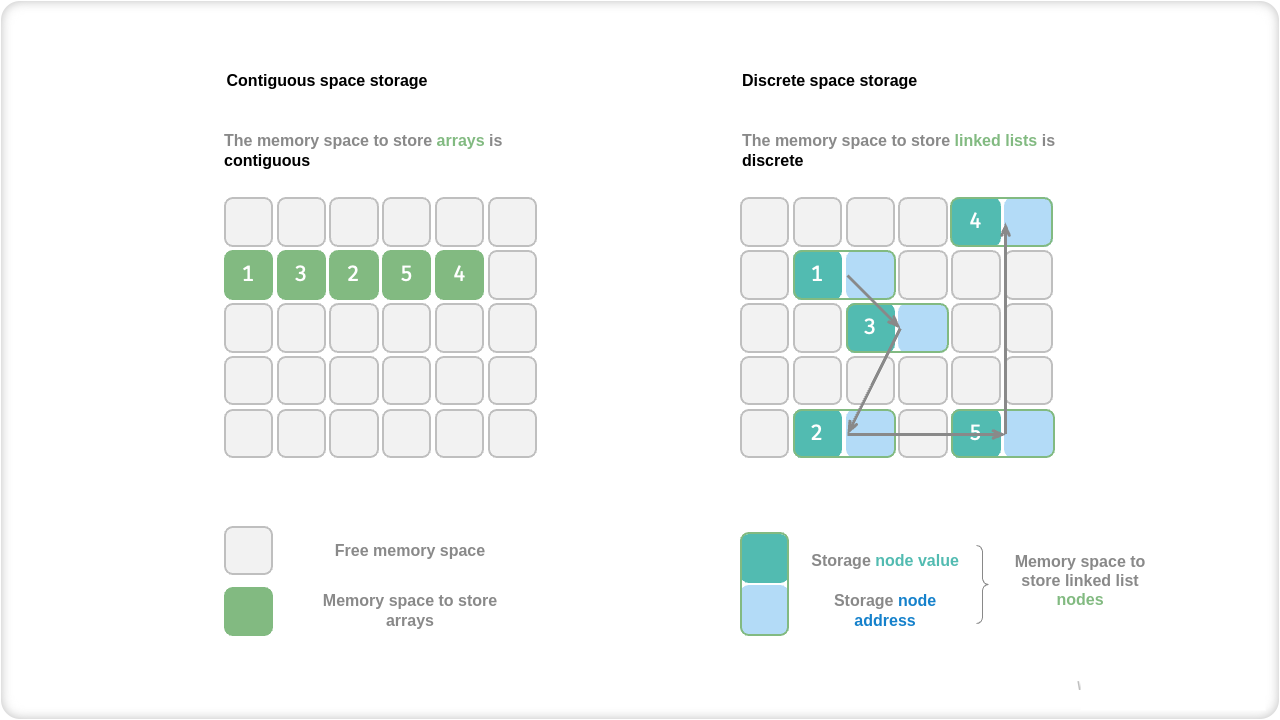 Contiguous space storage
The memory space to store arrays is
contiguous
1 3 2 5 4
Free memory space
Memory space to store
arrays
Discrete space storage
The memory space to store linked lists is
discrete
4
1
3
2 5
Storage node value
Storage node
address
Memory space to
store linked list
nodes